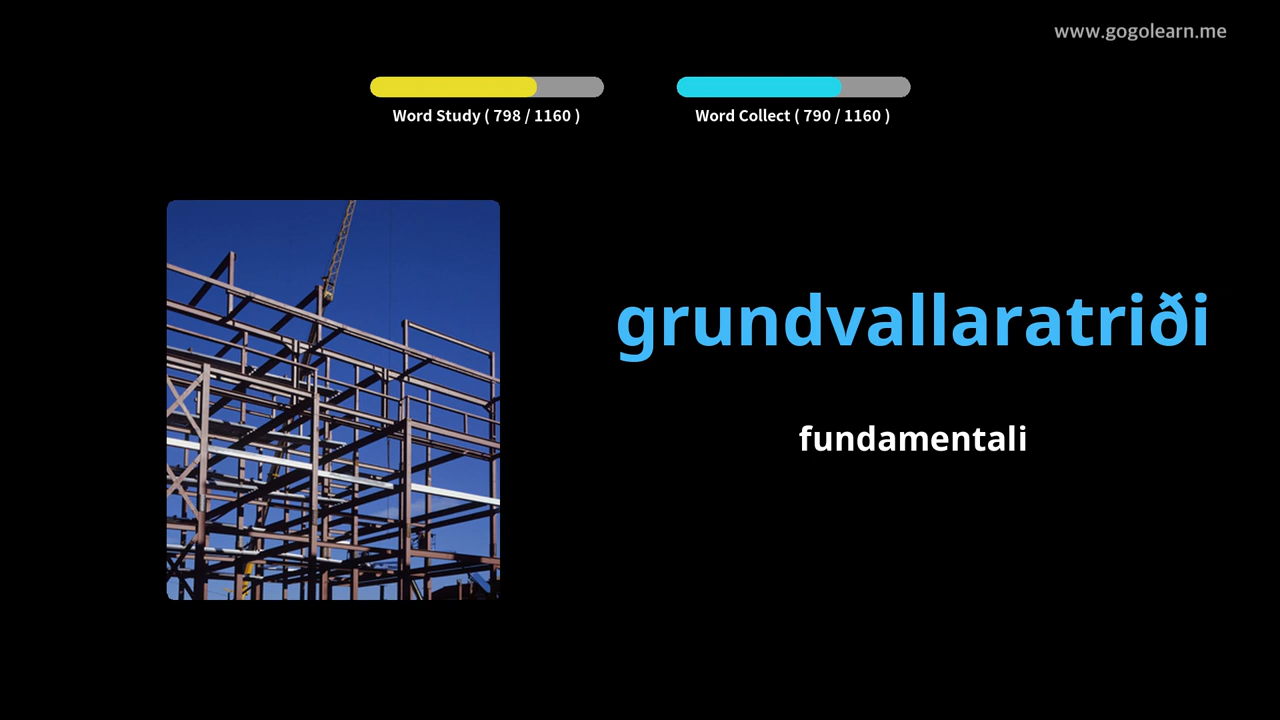 www.gogolearn.me
Word Study ( 798 / 1160 )
Word Collect ( 790 / 1160 )
grundvallaratriði
fundamentali